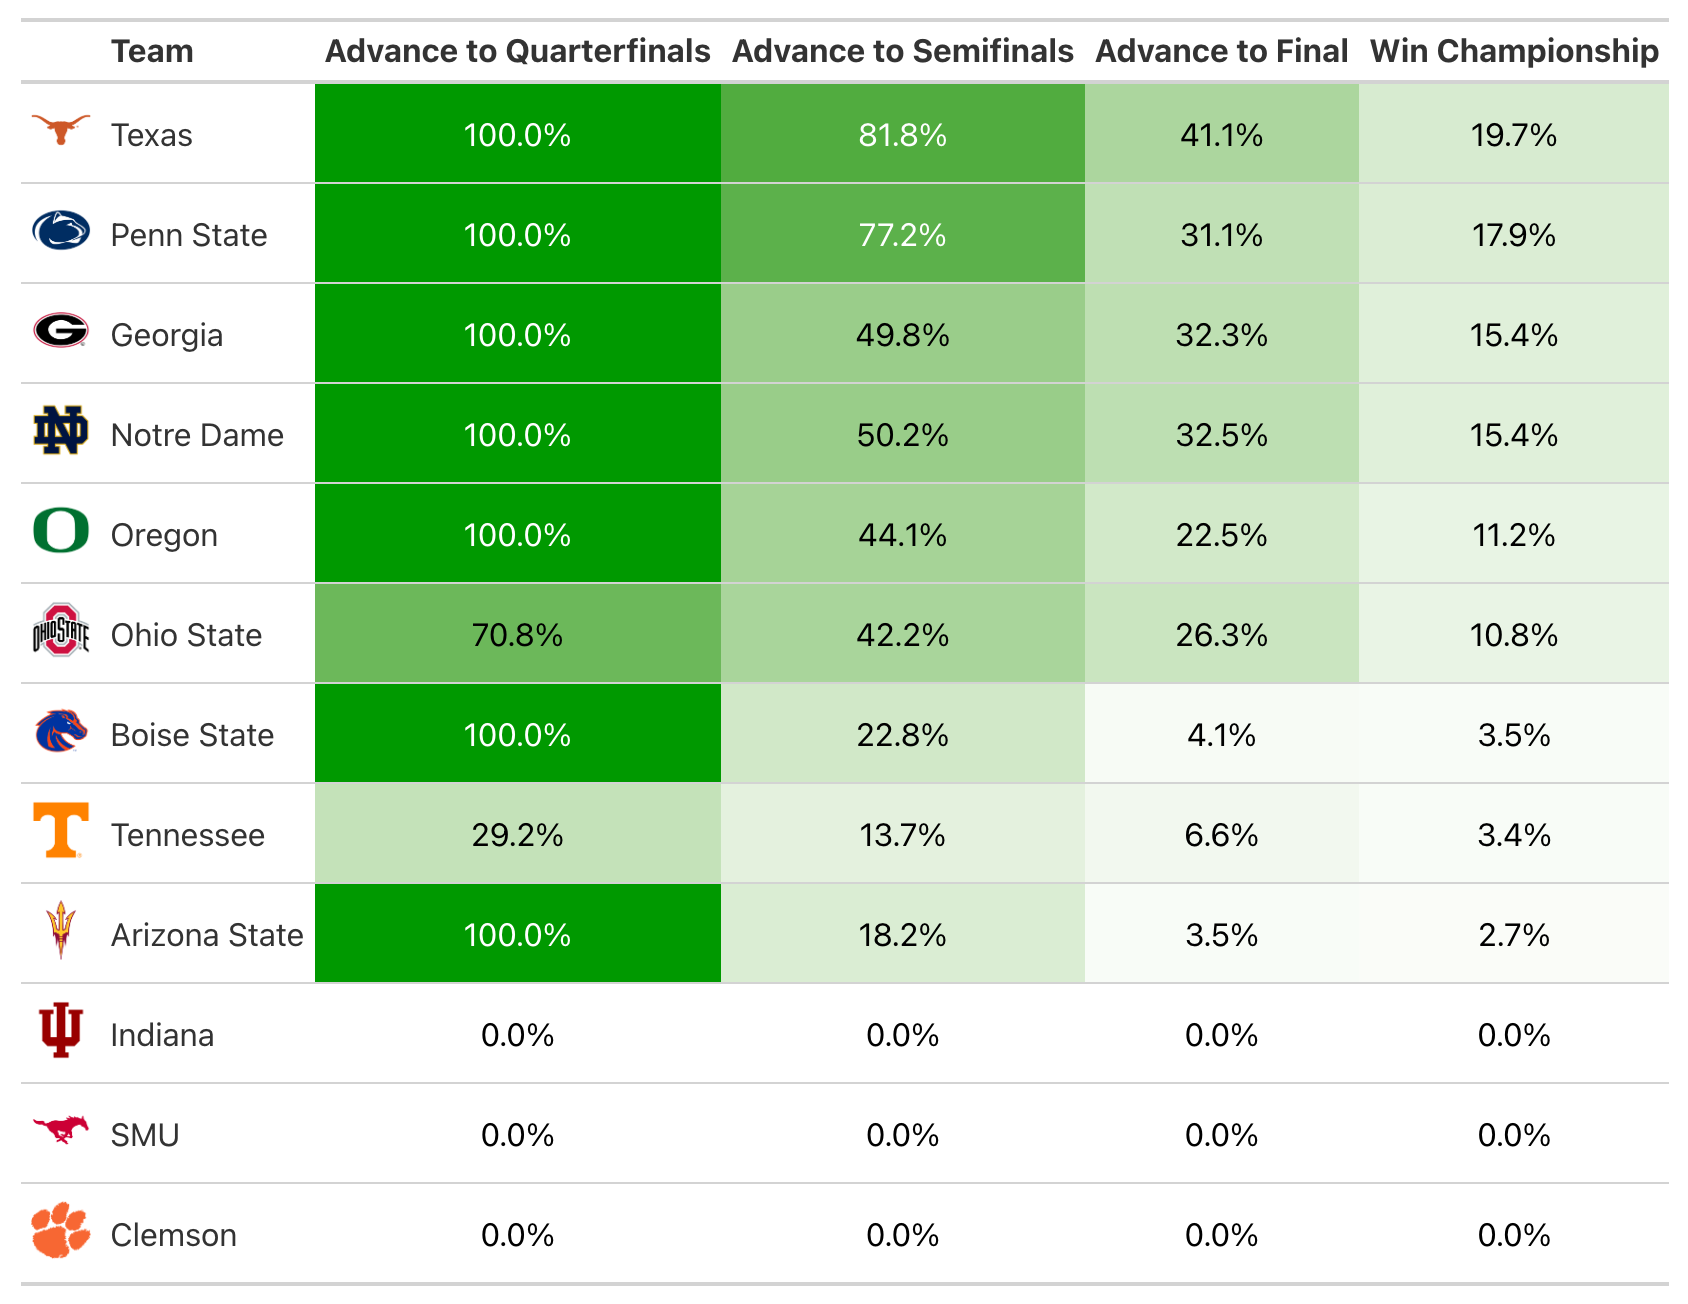 Team Advance to Quarterfinals Advance to Semifinals Advance to Final Win Championship
Texas 100.0% 81.8% 41.1% 19.7%
Penn State 100.0% 77.2% 31.1% 17.9%
G Georgia 100.0% 49.8% 32.3% 15.4%
ND Notre Dame 100.0% 50.2% 32.5% 15.4%
O Oregon 100.0% 44.1% 22.5% 11.2%
OHIO STATE Ohio State 70.8% 42.2% 26.3% 10.8%
Boise State 100.0% 22.8% 4.1% 3.5%
T Tennessee 29.2% 13.7% 6.6% 3.4%
Arizona State 100.0% 18.2% 3.5% 2.7%
IU Indiana 0.0% 0.0% 0.0% 0.0%
SMU 0.0% 0.0% 0.0% 0.0%
Clemson 0.0% 0.0% 0.0% 0.0%